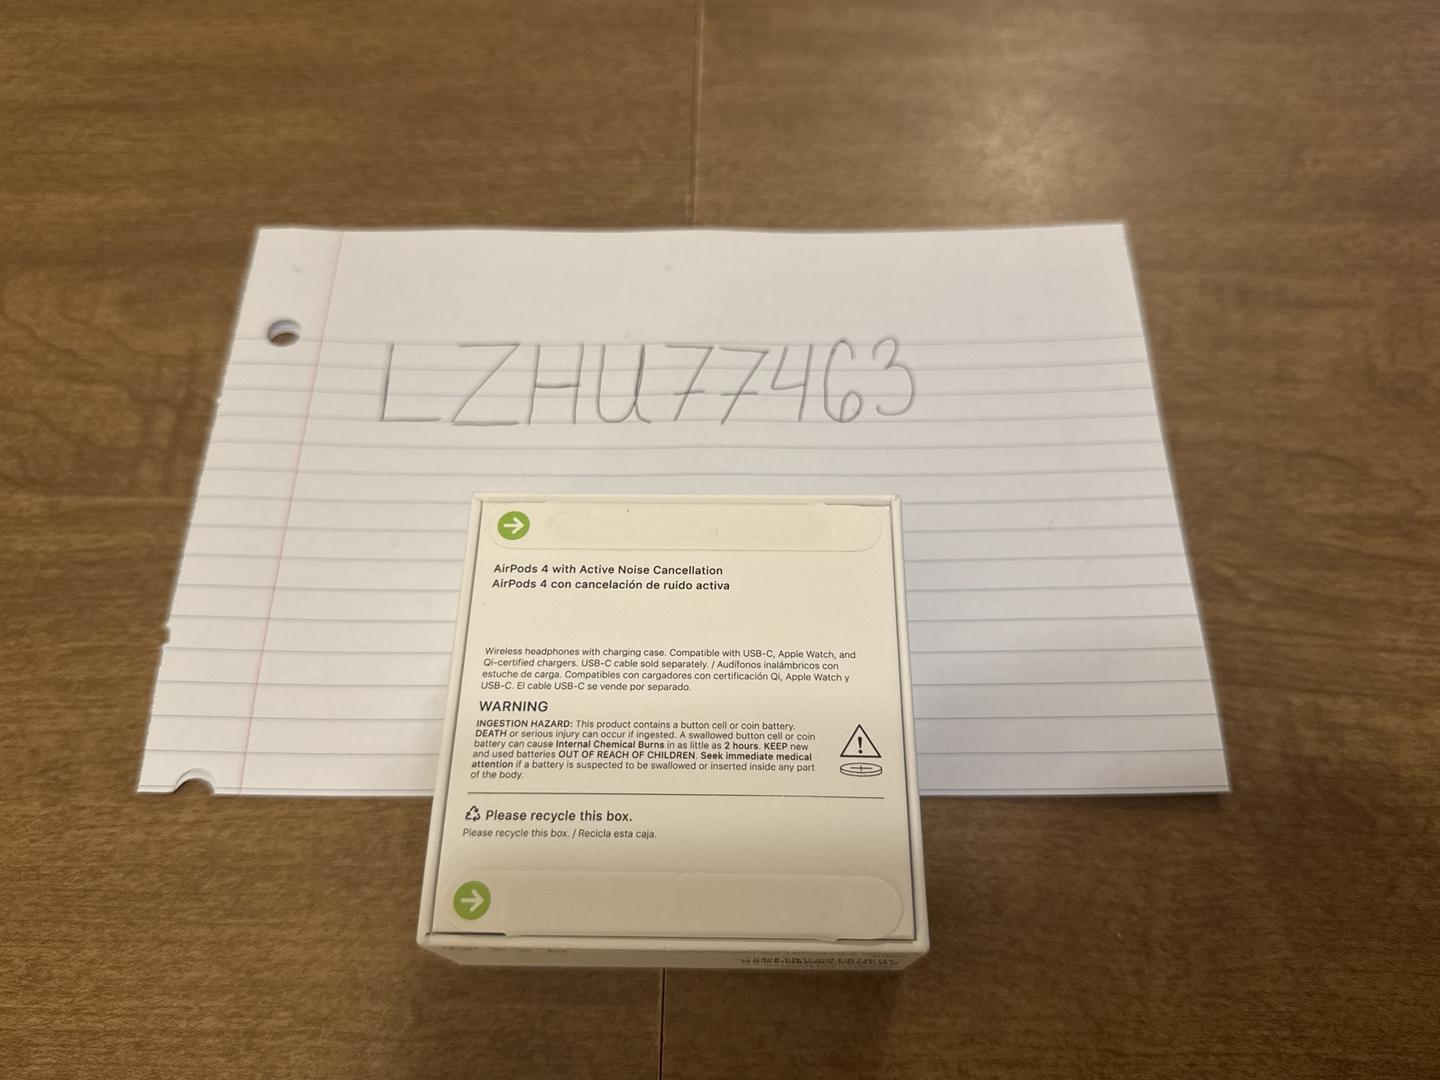 LZHU77463
AirPods 4 with Active Noise Cancellation
AirPods 4 con cancelación de ruido activa
Wireless headphones with charging case. Compatible with USB-C, Apple Watch, and
Qi-certified chargers. USB-C cable sold separately. / Audífonos inalámbricos con
estuche de carga. Compatibles con cargadores con certificación Qi, Apple Watch y
USB-C. El cable USB-C se vende por separado.
WARNING
INGESTION HAZARD: This product contains a button cell or coin battery.
DEATH or serious injury can occur if ingested. A swallowed button cell or coin
battery can cause Internal Chemical Burns in as little as 2 hours. KEEP new
and used batteries OUT OF REACH OF CHILDREN. Seek immediate medical
attention if a battery is suspected to be swallowed or inserted inside any part
of the body.
Please recycle this box.
Please recycle this box. / Recicla esta caja.